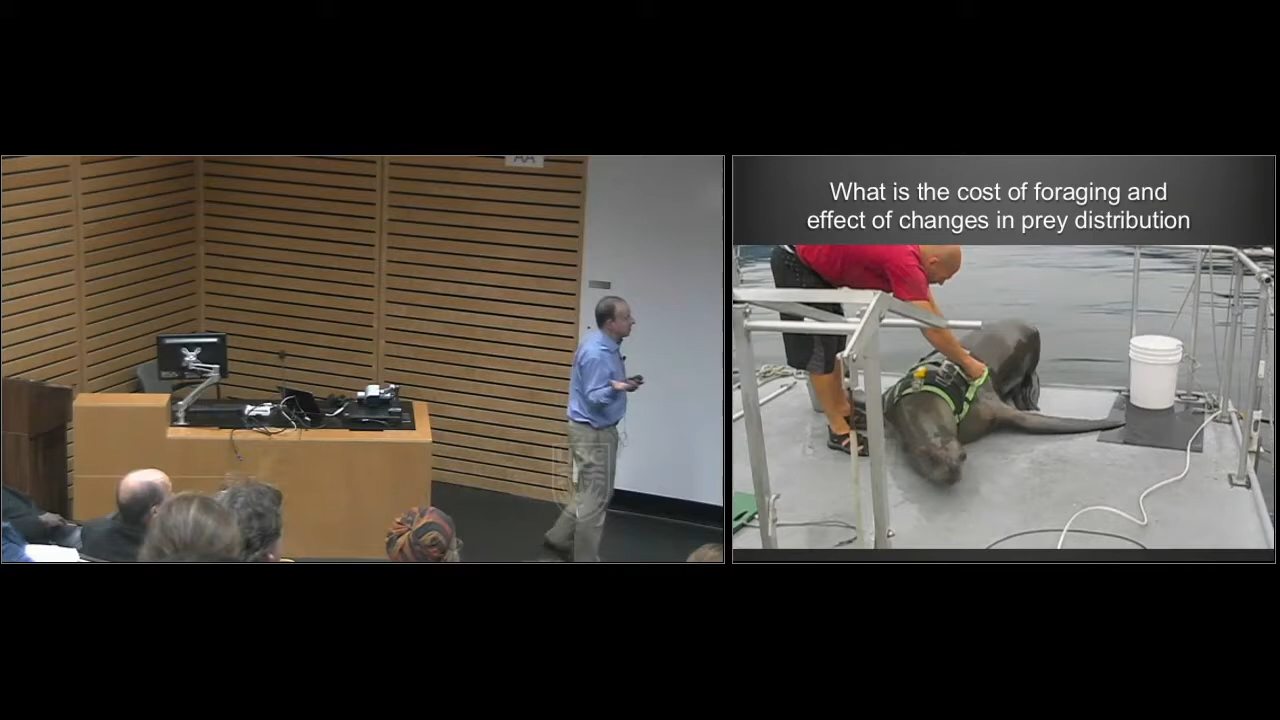 What is the cost of foraging and
effect of changes in prey distribution